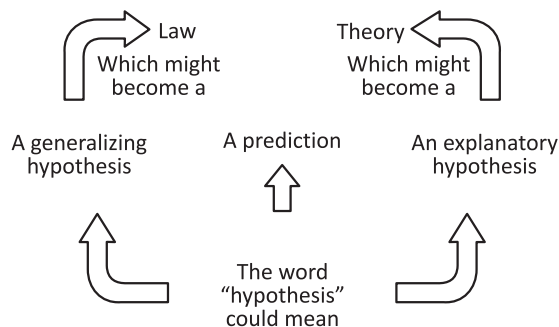 Law
Which might
become a
Theory
Which might
become a
A generalizing
hypothesis
A prediction
An explanatory
hypothesis
The word
“hypothesis”
could mean